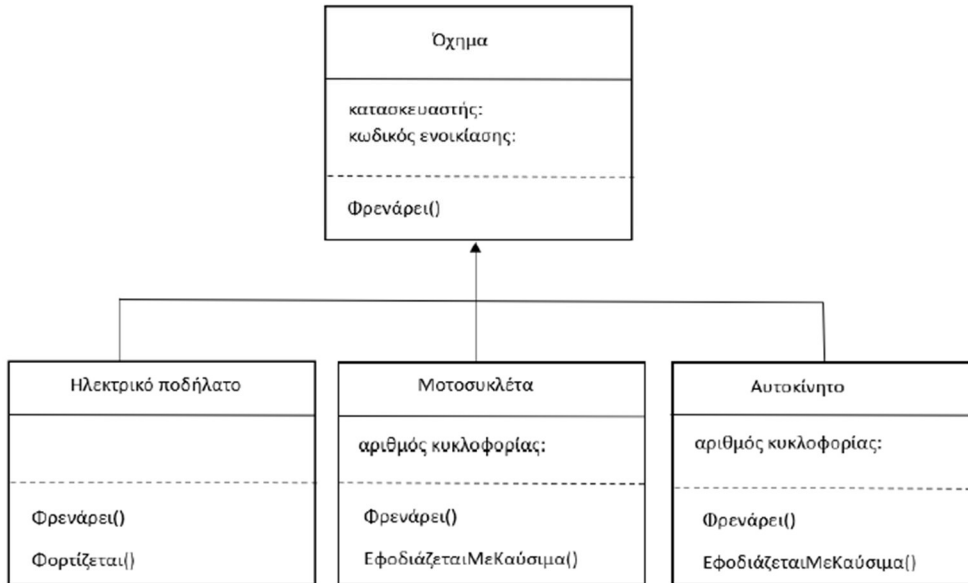 Όχημα
κατασκευαστής:
κωδικός ενοικίασης:
Φρενάρει()
Ηλεκτρικό ποδήλατο
Φρενάρει()
Φορτίζεται()
Μοτοσυκλέτα
αριθμός κυκλοφορίας:
Φρενάρει()
ΕφοδιάζεταιΜεΚαύσιμα()
Αυτοκίνητο
αριθμός κυκλοφορίας:
Φρενάρει()
ΕφοδιάζεταιΜεΚαύσιμα()